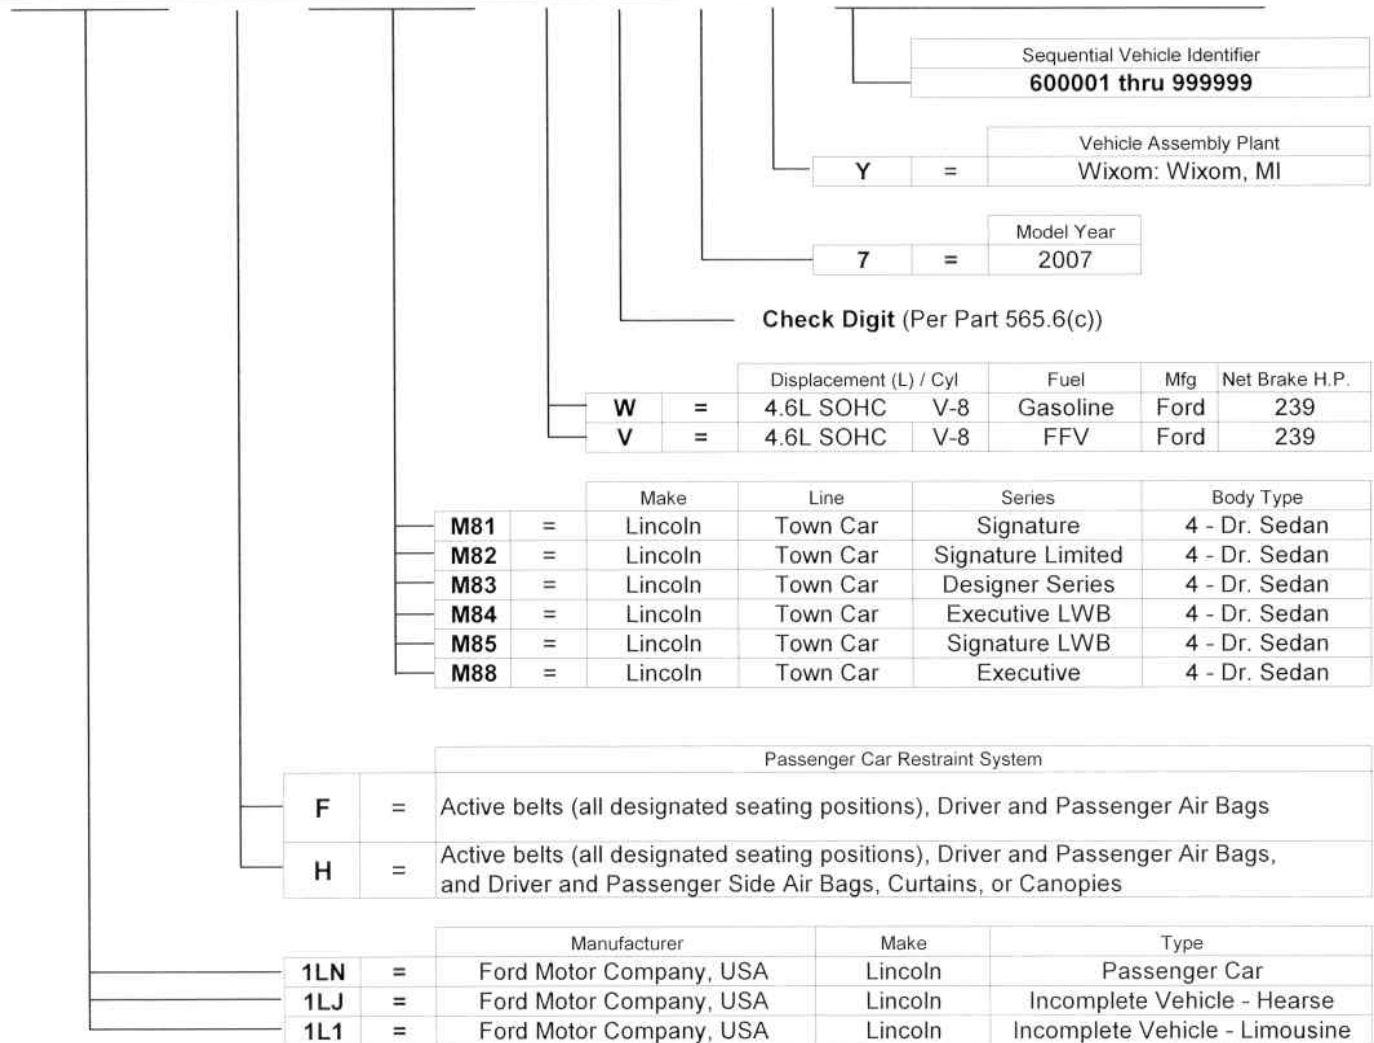 Sequential Vehicle Identifier
600001 thru 999999
Vehicle Assembly Plant
Y = Wixom: Wixom, MI
Model Year
7 = 2007
Check Digit (Per Part 565.6(c))
Displacement (L) / Cyl Fuel Mfg Net Brake H.P.
W = 4.6L SOHC V-8 Gasoline Ford 239
V = 4.6L SOHC V-8 FFV Ford 239
Make Line Series Body Type
M81 = Lincoln Town Car Signature 4 - Dr. Sedan
M82 = Lincoln Town Car Signature Limited 4 - Dr. Sedan
M83 = Lincoln Town Car Designer Series 4 - Dr. Sedan
M84 = Lincoln Town Car Executive LWB 4 - Dr. Sedan
M85 = Lincoln Town Car Signature LWB 4 - Dr. Sedan
M88 = Lincoln Town Car Executive 4 - Dr. Sedan
Passenger Car Restraint System
F = Active belts (all designated seating positions), Driver and Passenger Air Bags
H = Active belts (all designated seating positions), Driver and Passenger Air Bags,
and Driver and Passenger Side Air Bags, Curtains, or Canopies
Manufacturer Make Type
1LN = Ford Motor Company, USA Lincoln Passenger Car
1LJ = Ford Motor Company, USA Lincoln Incomplete Vehicle - Hearse
1L1 = Ford Motor Company, USA Lincoln Incomplete Vehicle - Limousine